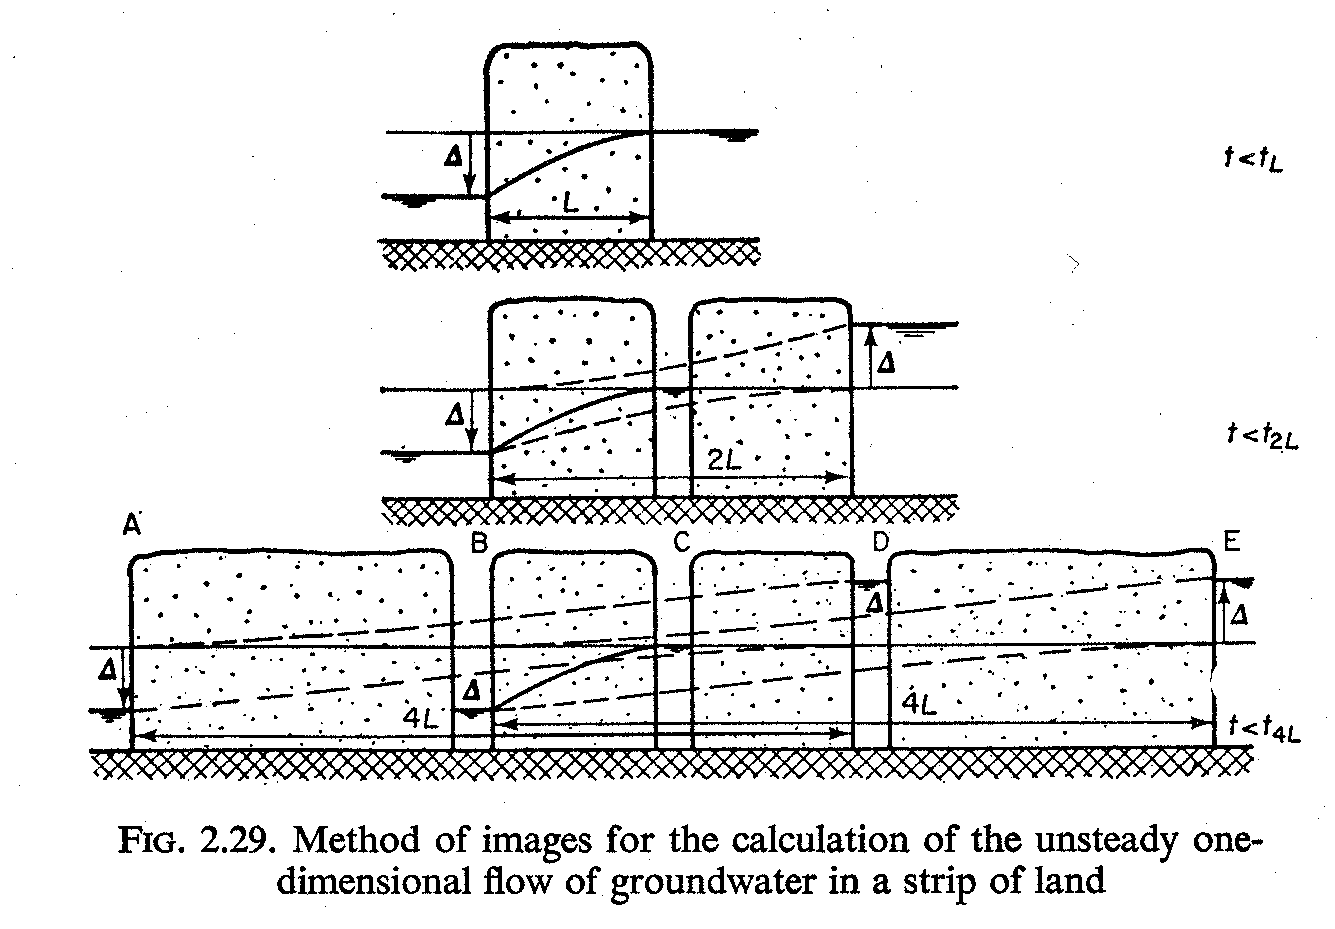 Δ
L
t<t_L
Δ
Δ
2L
t<t_2L
A B C D E
Δ
Δ
Δ
Δ
4L
4L
t<t_4L
FIG. 2.29. Method of images for the calculation of the unsteady one-
dimensional flow of groundwater in a strip of land